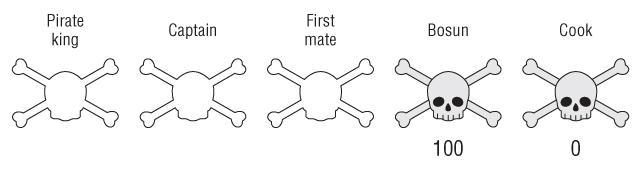 Pirate
king
Captain
First
mate
Bosun
Cook
100
0